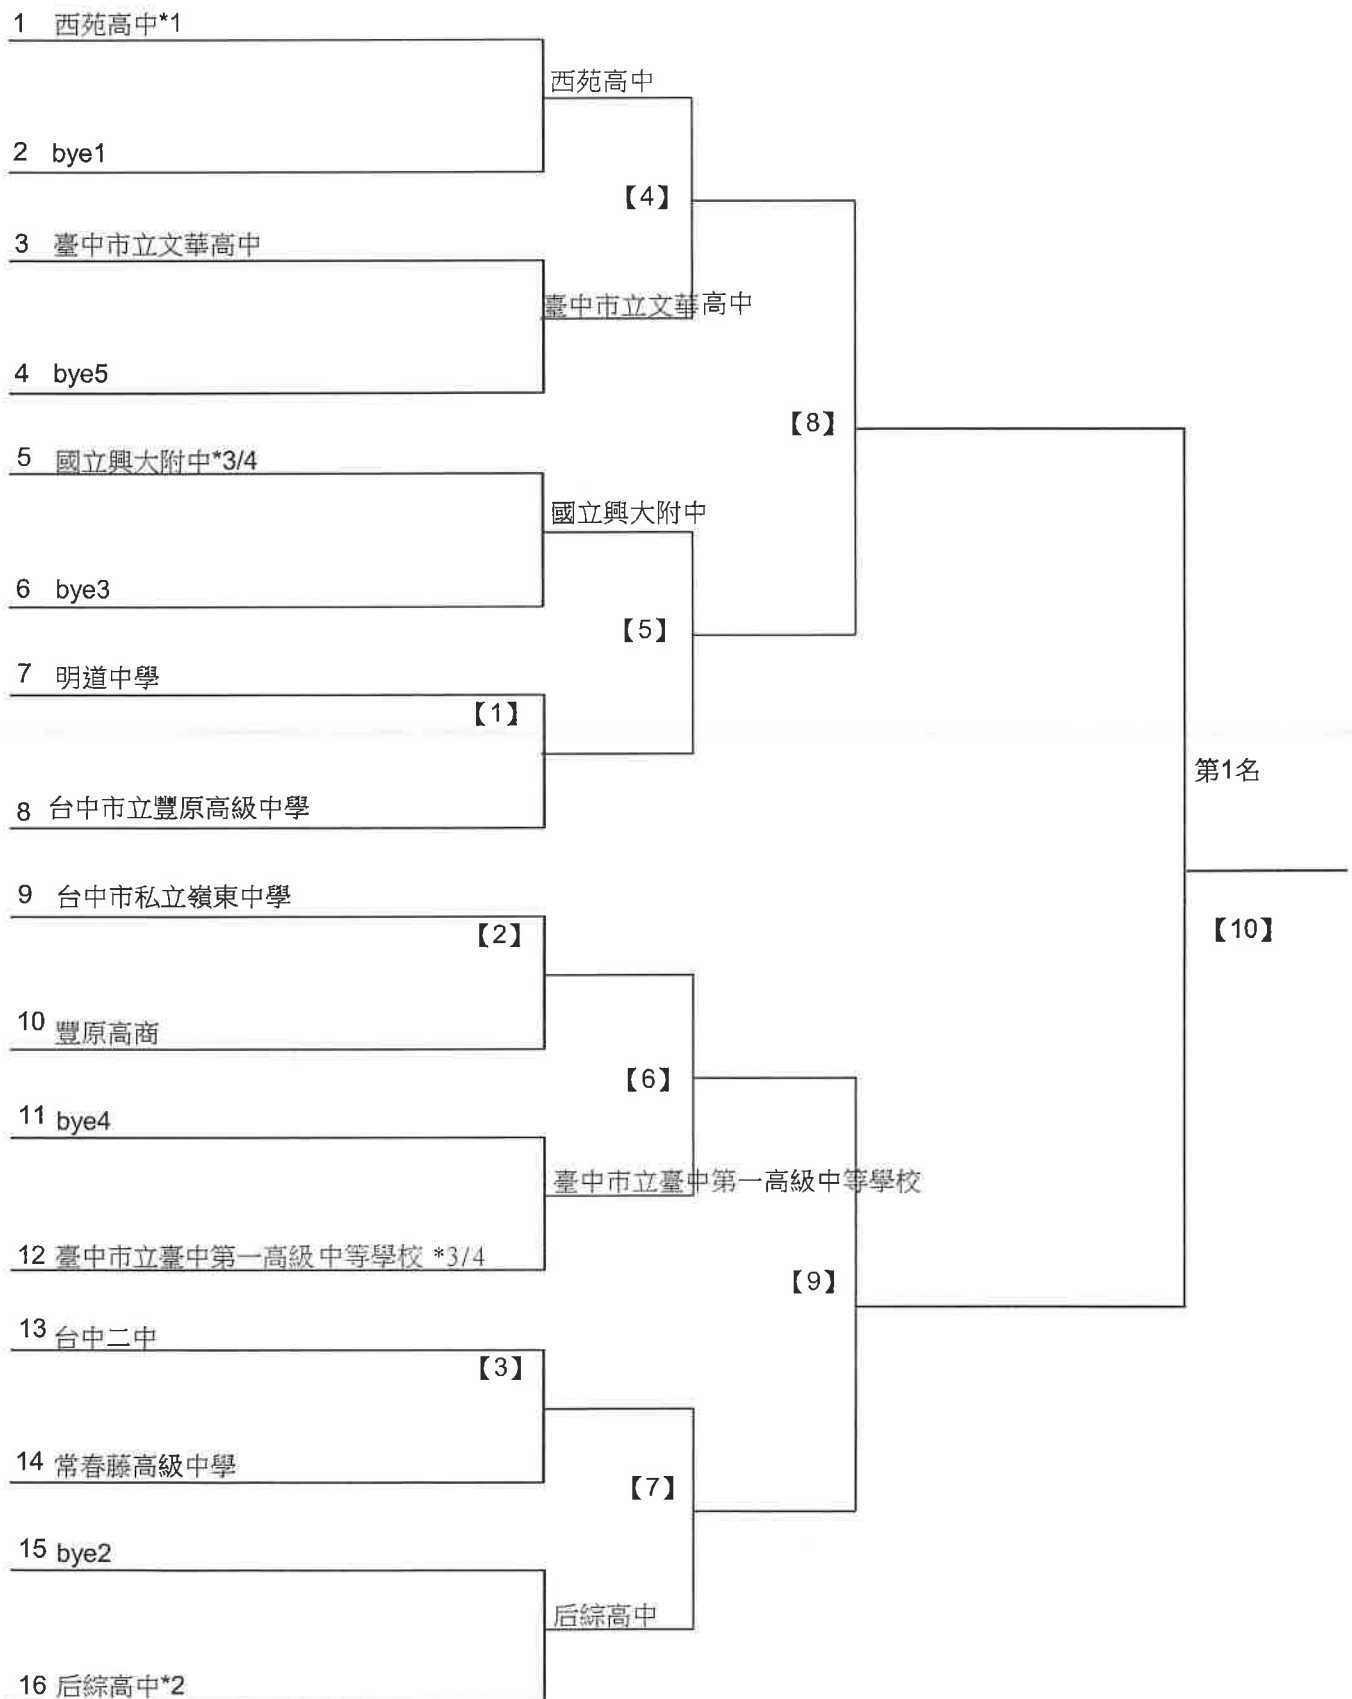 1 西苑高中*1
西苑高中
2 bye1
【4】
3 臺中市立文華高中
臺中市立文華高中
4 bye5
【8】
5 國立興大附中*3/4
國立興大附中
6 bye3
【5】
7 明道中學
【1】
第1名
8 台中市立豐原高級中學
9 台中市私立嶺東中學
【2】
【10】
10 豐原高商
【6】
11 bye4
臺中市立臺中第一高級中等學校
12 臺中市立臺中第一高級中等學校 *3/4
【9】
13 台中二中
【3】
14 常春藤高級中學
【7】
15 bye2
后綜高中
16 后綜高中*2